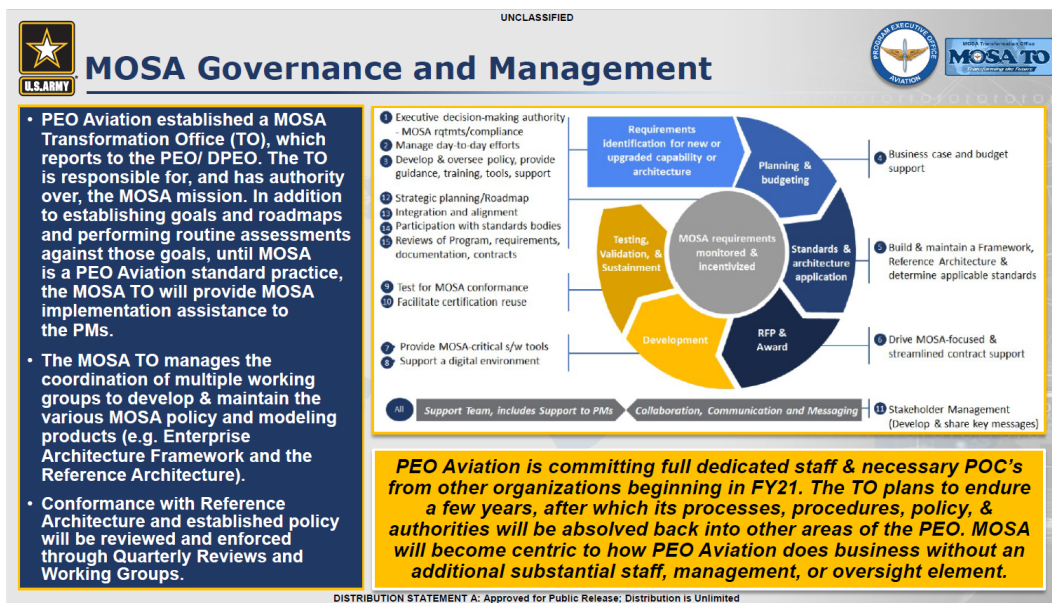 UNCLASSIFIED
U.S.ARMY
MOSA Governance and Management
PROGRAM EXECUTIVE OFFICE
AVIATION
MOSA Transformation Office
MOSA TO
Transforming the Future
• PEO Aviation established a MOSA
Transformation Office (TO), which
reports to the PEO/ DPEO. The TO
is responsible for, and has authority
over, the MOSA mission. In addition
to establishing goals and roadmaps
and performing routine assessments
against those goals, until MOSA
is a PEO Aviation standard practice,
the MOSA TO will provide MOSA
implementation assistance to
the PMs.
• The MOSA TO manages the
coordination of multiple working
groups to develop & maintain the
various MOSA policy and modeling
products (e.g. Enterprise
Architecture Framework and the
Reference Architecture).
• Conformance with Reference
Architecture and established policy
will be reviewed and enforced
through Quarterly Reviews and
Working Groups.
1 Executive decision-making authority
- MOSA rqtmts/compliance
2 Manage day-to-day efforts
3 Develop & oversee policy, provide
guidance, training, tools, support
12 Strategic planning/Roadmap
13 Integration and alignment
14 Participation with standards bodies
15 Reviews of Program, requirements,
documentation, contracts
9 Test for MOSA conformance
10 Facilitate certification reuse
7 Provide MOSA-critical s/w tools
8 Support a digital environment
Requirements
identification for new or
upgraded capability or
architecture
Planning &
budgeting
Standards &
architecture
application
RFP &
Award
Development
Testing,
Validation, &
Sustainment
MOSA requirements
monitored &
incentivized
4 Business case and budget
support
5 Build & maintain a Framework,
Reference Architecture &
determine applicable standards
6 Drive MOSA-focused &
streamlined contract support
All Support Team, includes Support to PMs
Collaboration, Communication and Messaging
11 Stakeholder Management
(Develop & share key messages)
PEO Aviation is committing full dedicated staff & necessary POC's
from other organizations beginning in FY21. The TO plans to endure
a few years, after which its processes, procedures, policy, &
authorities will be absolved back into other areas of the PEO. MOSA
will become centric to how PEO Aviation does business without an
additional substantial staff, management, or oversight element.
DISTRIBUTION STATEMENT A: Approved for Public Release; Distribution is Unlimited